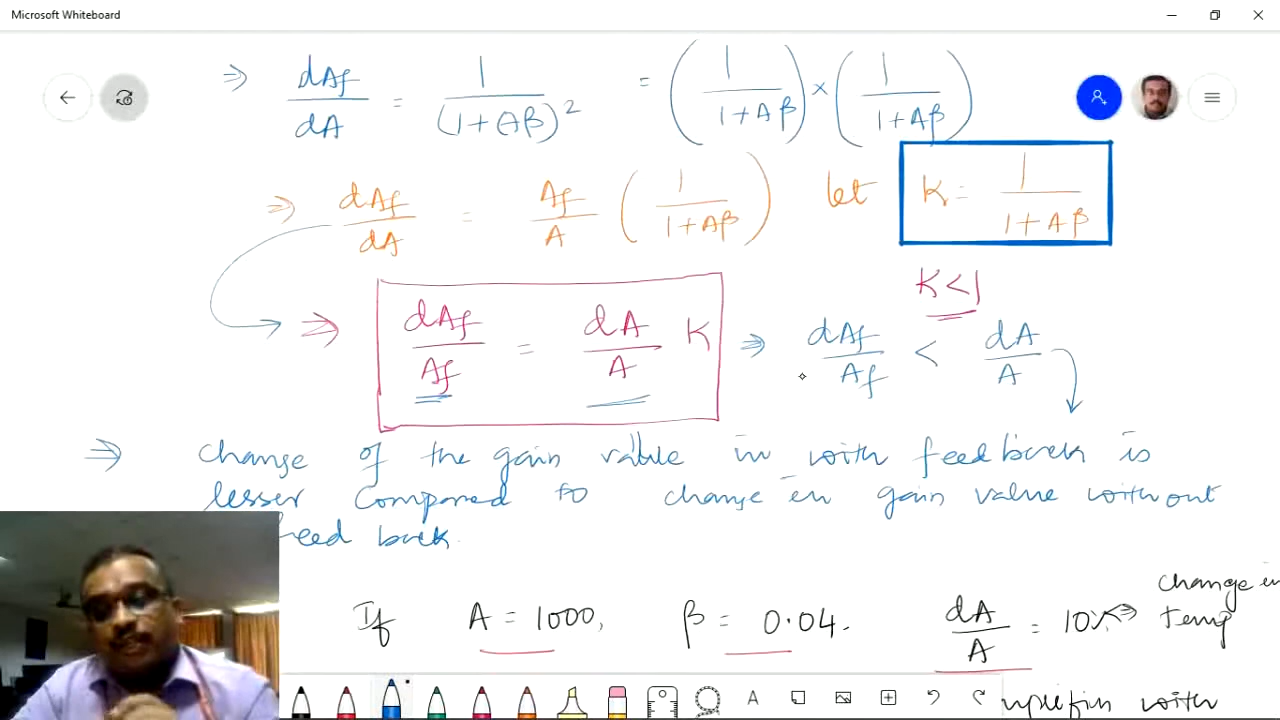 Microsoft Whiteboard
⇒ dAf/dA = 1/(1+Aβ)² = (1/(1+Aβ)) × (1/(1+Aβ))
⇒ dAf/dA = Af/A (1/(1+Aβ)) let K = 1/(1+Aβ)
K<1
⇒ dAf/Af = dA/A K ⇒ dAf/Af < dA/A
⇒ change of the gain value in with feedback is
lesser compared to change in gain value without
feed back.
If A = 1000, β = 0.04. dA/A = 10% ⇒ change in
temp
with